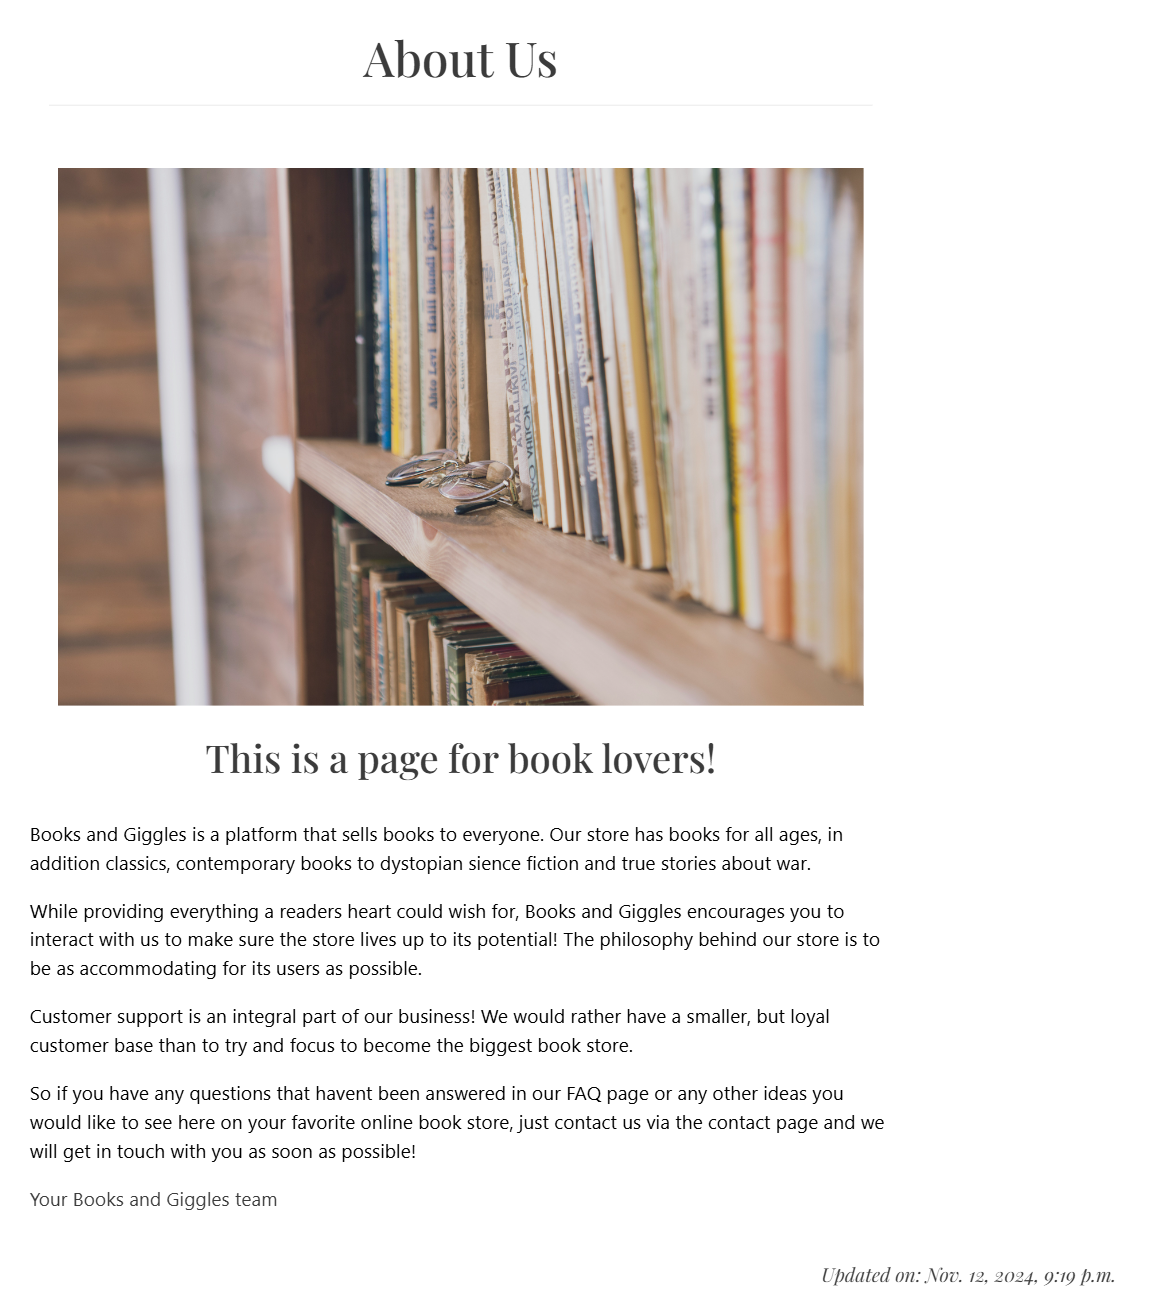 About Us
Ahto Levi Halli hundi päevik
This is a page for book lovers!
Books and Giggles is a platform that sells books to everyone. Our store has books for all ages, in
addition classics, contemporary books to dystopian sience fiction and true stories about war.
While providing everything a readers heart could wish for, Books and Giggles encourages you to
interact with us to make sure the store lives up to its potential! The philosophy behind our store is to
be as accommodating for its users as possible.
Customer support is an integral part of our business! We would rather have a smaller, but loyal
customer base than to try and focus to become the biggest book store.
So if you have any questions that havent been answered in our FAQ page or any other ideas you
would like to see here on your favorite online book store, just contact us via the contact page and we
will get in touch with you as soon as possible!
Your Books and Giggles team
Updated on: Nov. 12, 2024, 9:19 p.m.